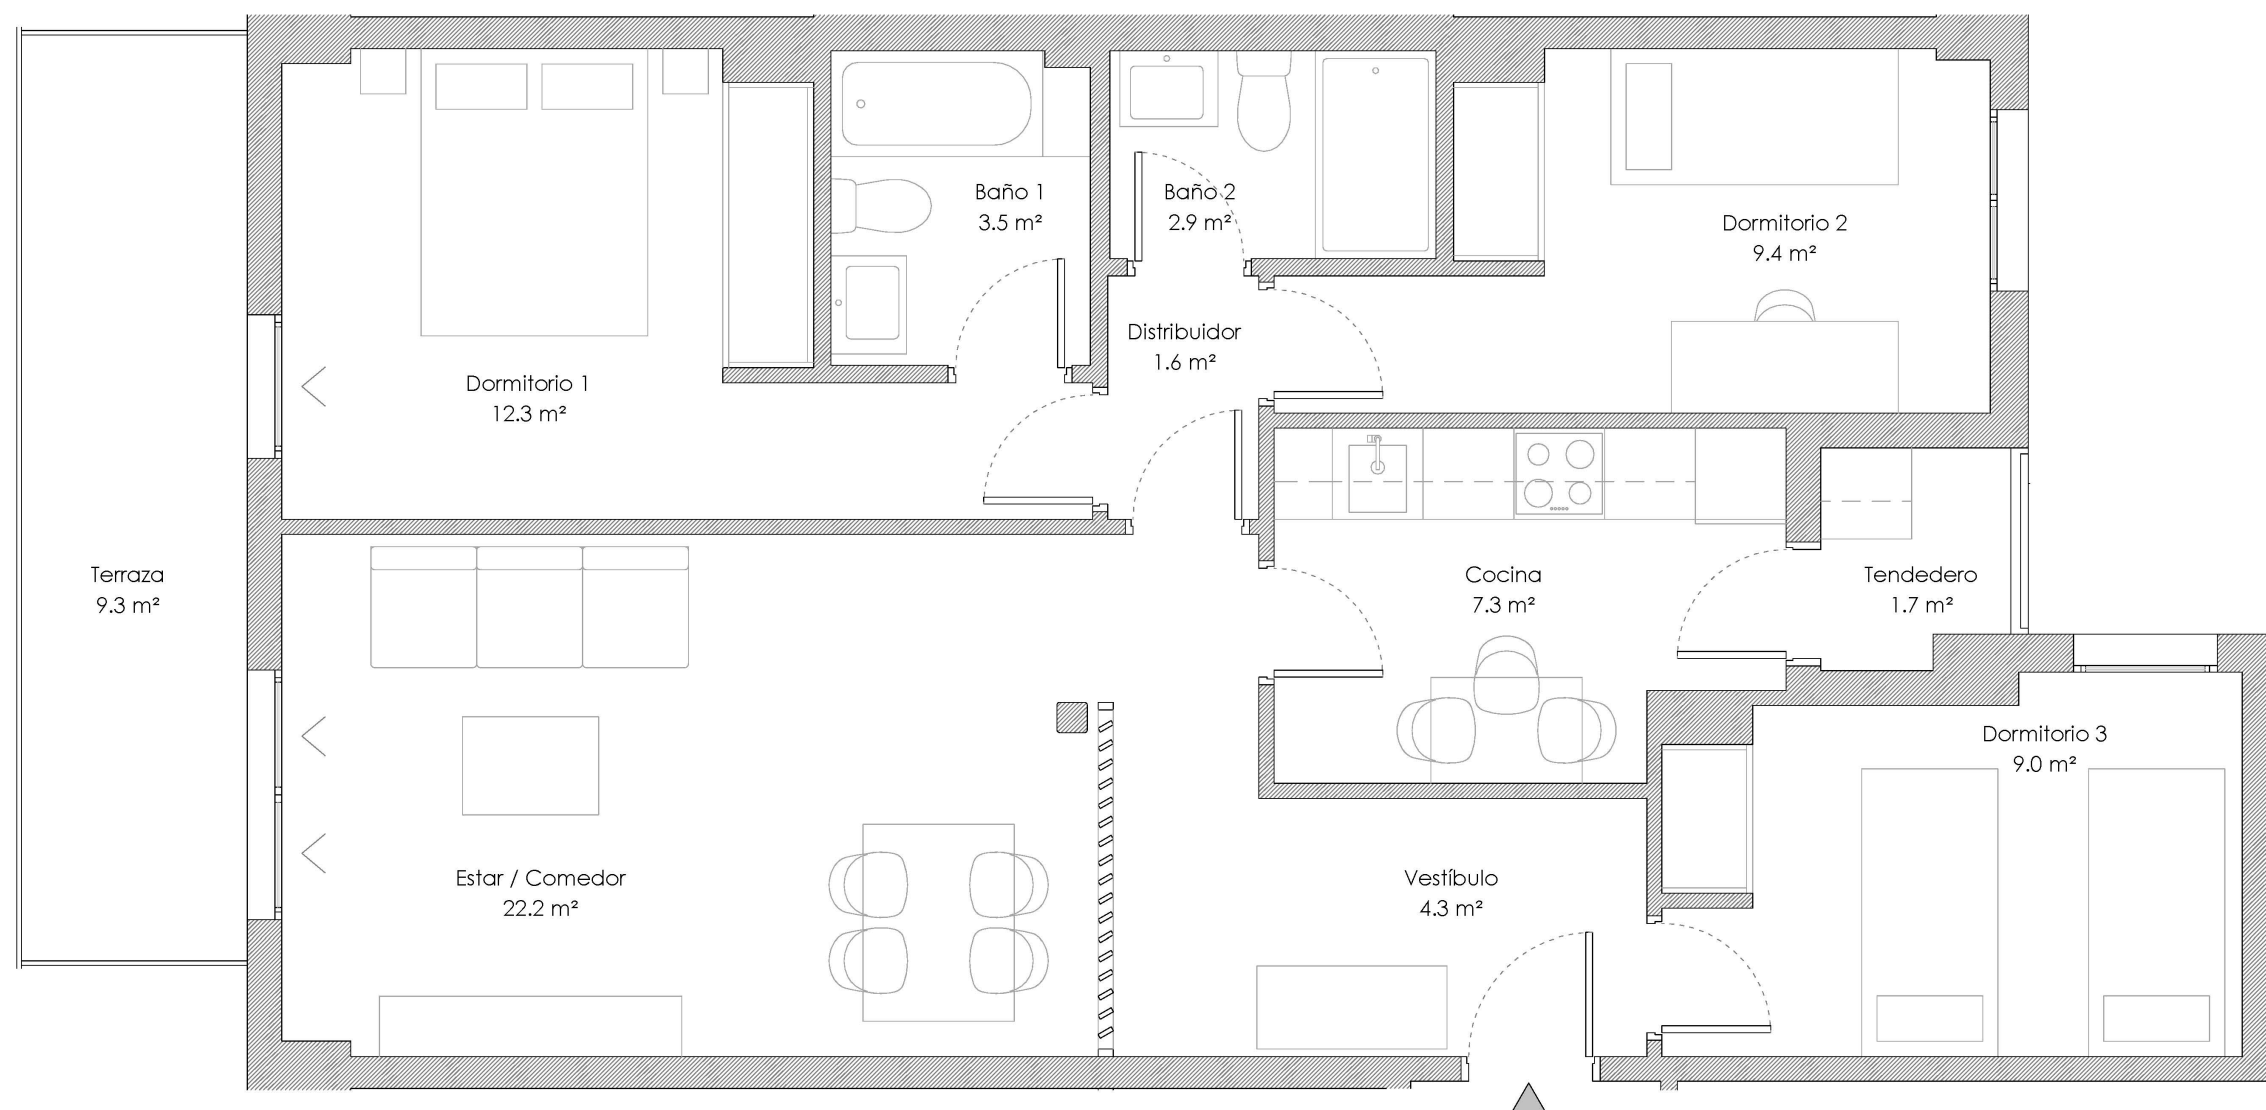 Baño 1
3.5 m²
Baño 2
2.9 m²
Dormitorio 2
9.4 m²
Distribuidor
1.6 m²
Dormitorio 1
12.3 m²
Terraza
9.3 m²
Cocina
7.3 m²
Tendedero
1.7 m²
Dormitorio 3
9.0 m²
Estar / Comedor
22.2 m²
Vestíbulo
4.3 m²